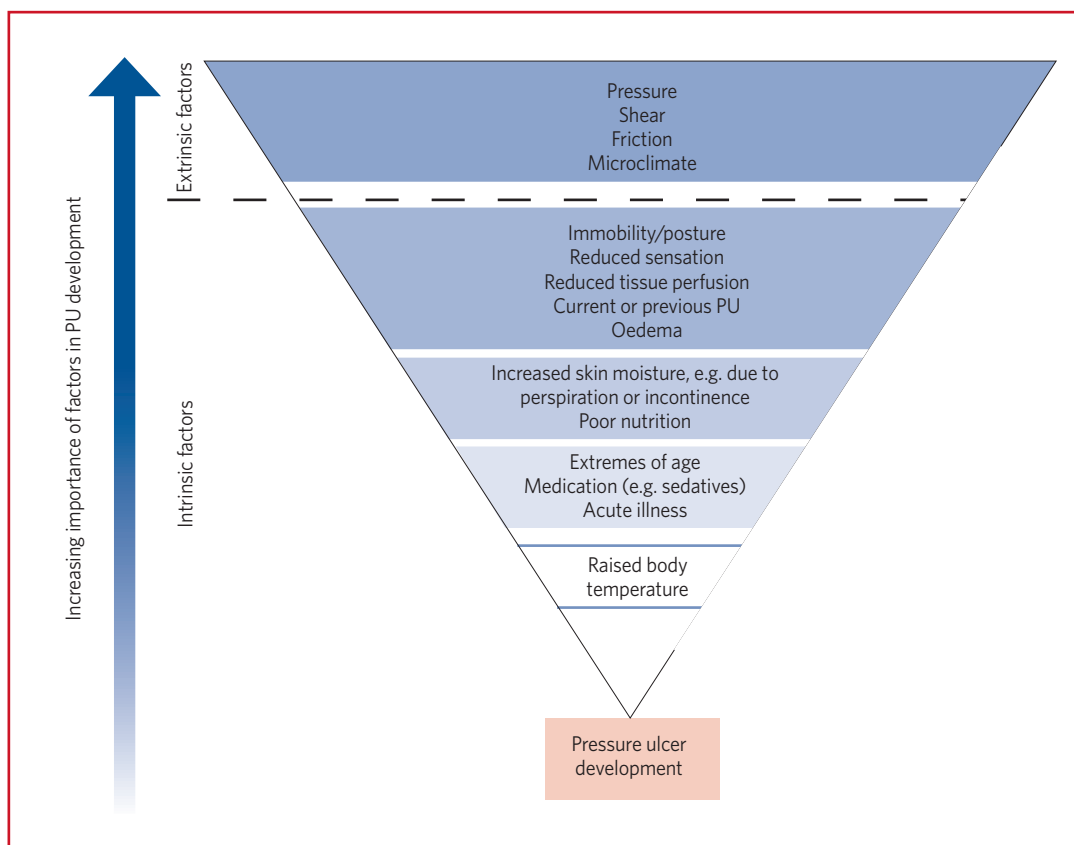 Increasing importance of factors in PU development
Extrinsic factors
Intrinsic factors
Pressure
Shear
Friction
Microclimate
Immobility/posture
Reduced sensation
Reduced tissue perfusion
Current or previous PU
Oedema
Increased skin moisture, e.g. due to
perspiration or incontinence
Poor nutrition
Extremes of age
Medication (e.g. sedatives)
Acute illness
Raised body
temperature
Pressure ulcer
development